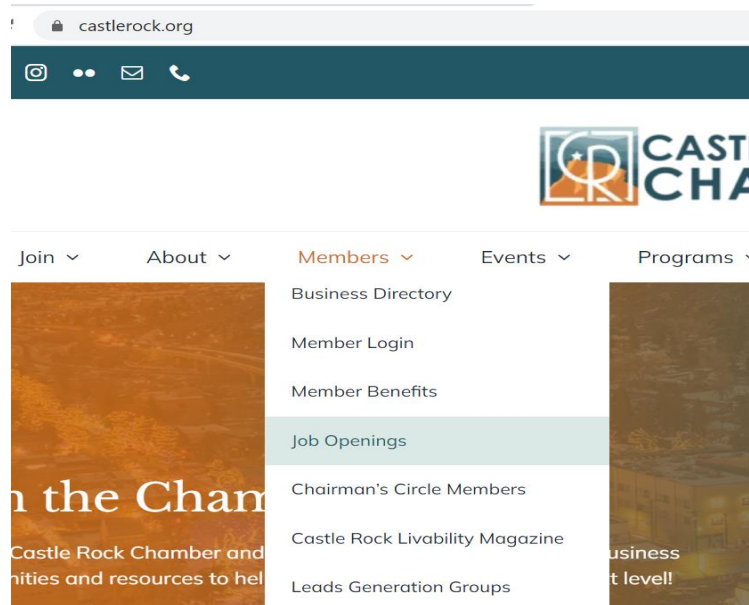 castlerock.org
CASTL
CHA
Join About Members Events Programs
Business Directory
Member Login
Member Benefits
Job Openings
Chairman's Circle Members
Castle Rock Livability Magazine
Leads Generation Groups
n the Cham
Castle Rock Chamber and usiness
nities and resources to hel t level!